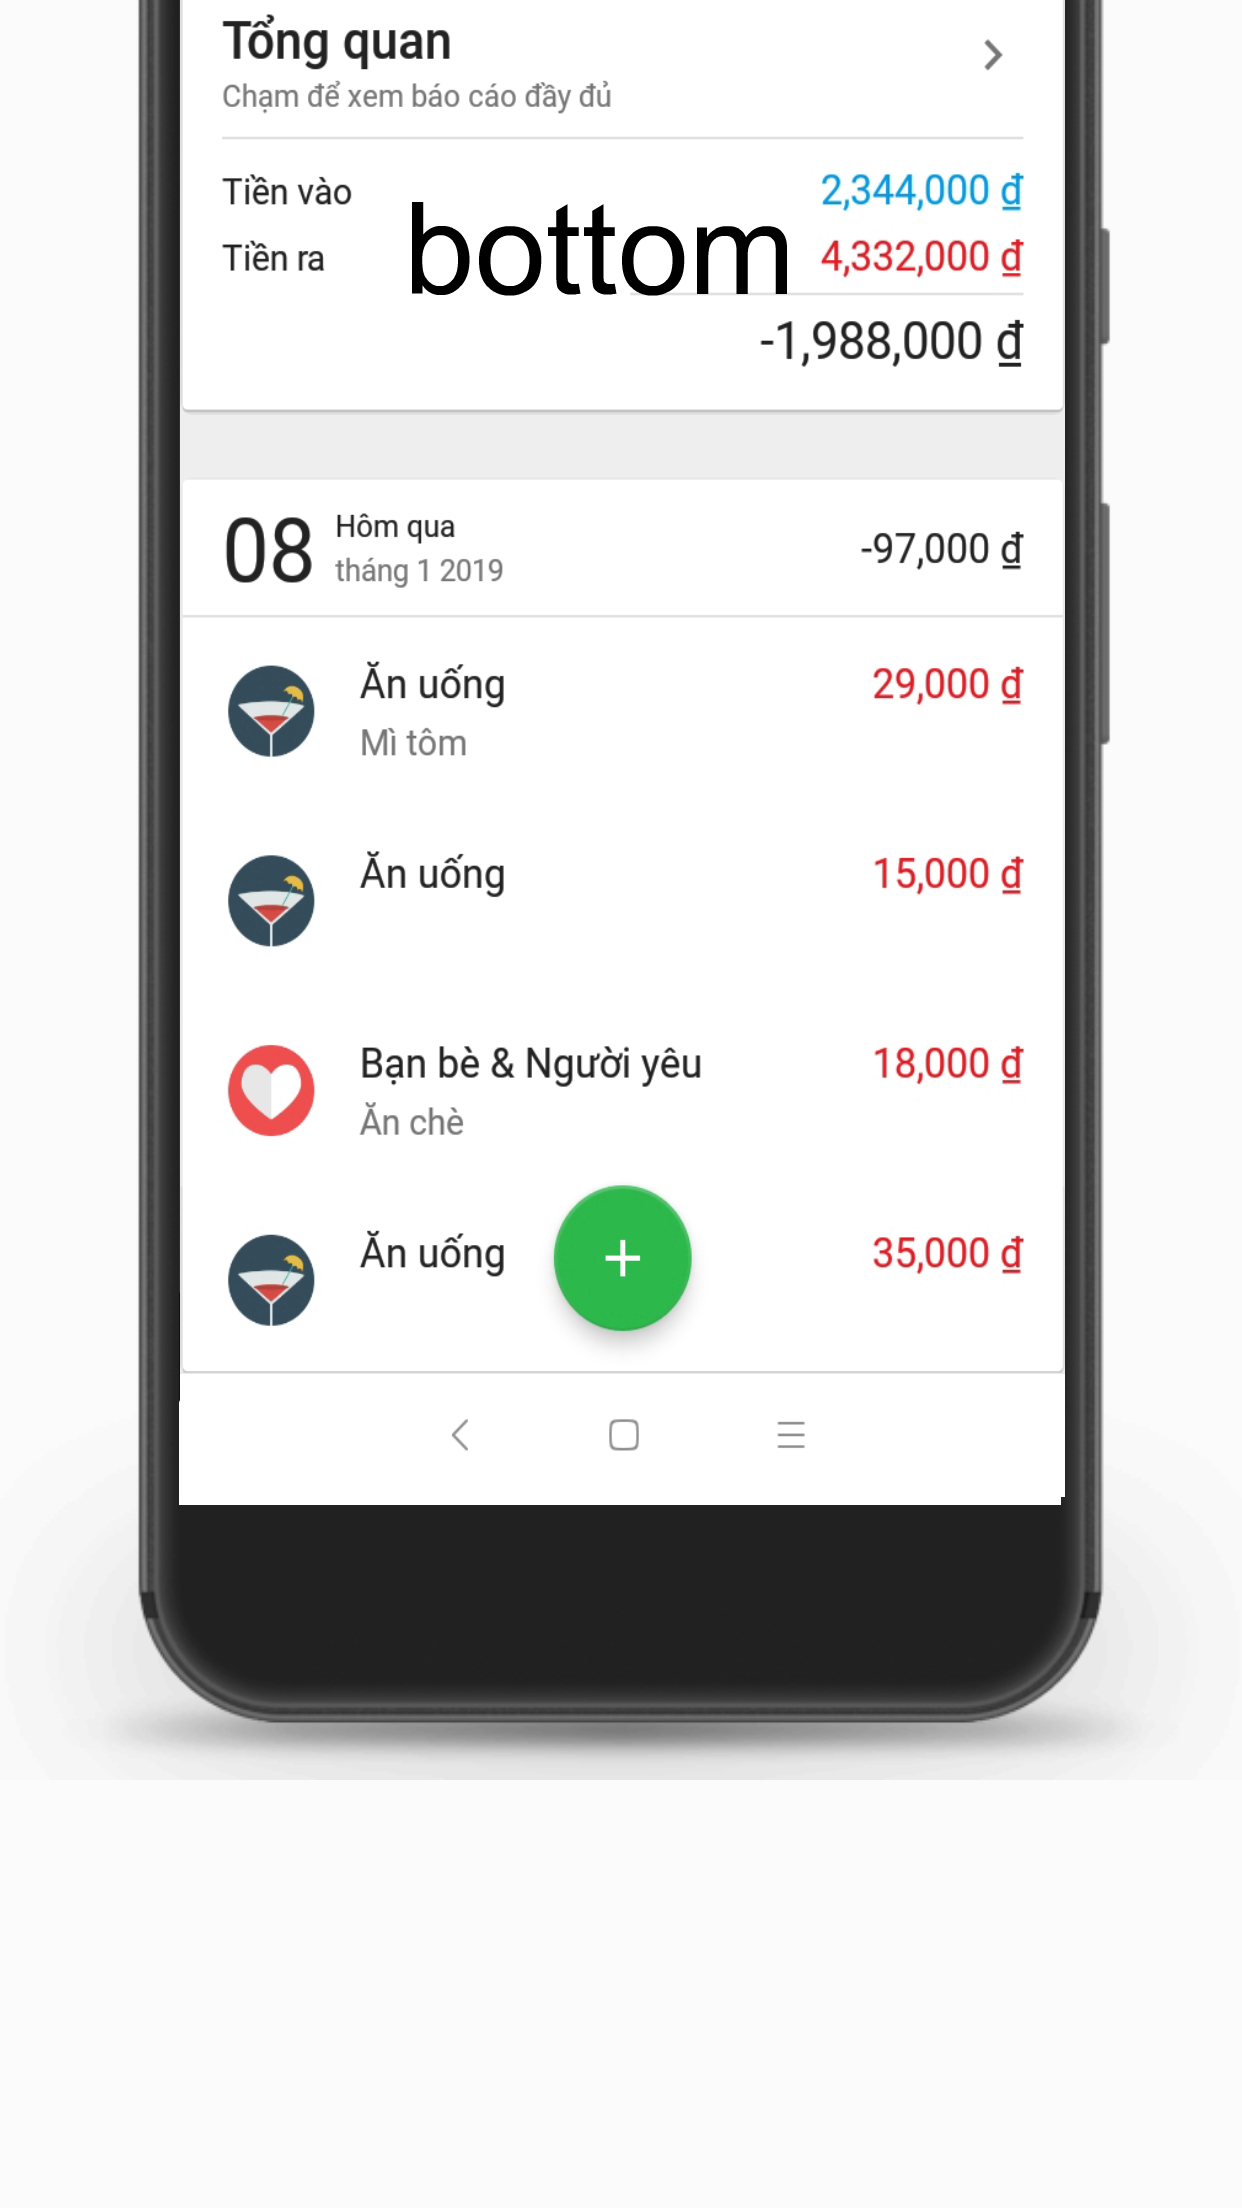 Tổng quan
Chạm để xem báo cáo đầy đủ
Tiền vào 2,344,000 ₫
Tiền ra 4,332,000 ₫
bottom
-1,988,000 ₫
08 Hôm qua -97,000 ₫
tháng 1 2019
Ăn uống 29,000 ₫
Mì tôm
Ăn uống 15,000 ₫
Bạn bè & Người yêu 18,000 ₫
Ăn chè
Ăn uống 35,000 ₫